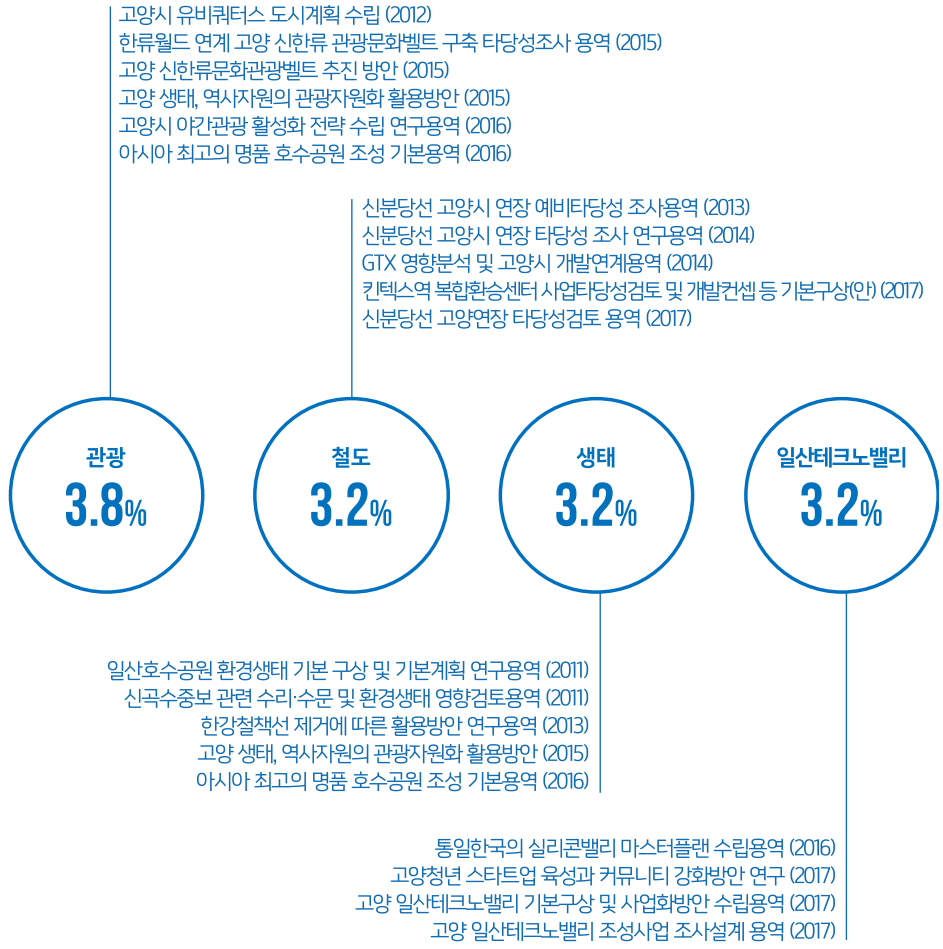 고양시 유비쿼터스 도시계획 수립 (2012)
한류월드 연계 고양 신한류 관광문화벨트 구축 타당성조사 용역 (2015)
고양 신한류문화관광벨트 추진 방안 (2015)
고양 생태, 역사자원의 관광자원화 활용방안 (2015)
고양시 야간관광 활성화 전략 수립 연구용역 (2016)
아시아 최고의 명품 호수공원 조성 기본용역 (2016)
신분당선 고양시 연장 예비타당성 조사용역 (2013)
신분당선 고양시 연장 타당성 조사 연구용역 (2014)
GTX 영향분석 및 고양시 개발연계용역 (2014)
킨텍스역 복합환승센터 사업타당성검토 및 개발컨셉 등 기본구상(안) (2017)
신분당선 고양연장 타당성검토 용역 (2017)
관광
3.8%
철도
3.2%
생태
3.2%
일산테크노밸리
3.2%
일산호수공원 환경생태 기본 구상 및 기본계획 연구용역 (2011)
신곡수중보 관련 수리·수문 및 환경생태 영향검토용역 (2011)
한강철책선 제거에 따른 활용방안 연구용역 (2013)
고양 생태, 역사자원의 관광자원화 활용방안 (2015)
아시아 최고의 명품 호수공원 조성 기본용역 (2016)
통일한국의 실리콘밸리 마스터플랜 수립용역 (2016)
고양청년 스타트업 육성과 커뮤니티 강화방안 연구 (2017)
고양 일산테크노밸리 기본구상 및 사업화방안 수립용역 (2017)
고양 일산테크노밸리 조성사업 조사설계 용역 (2017)